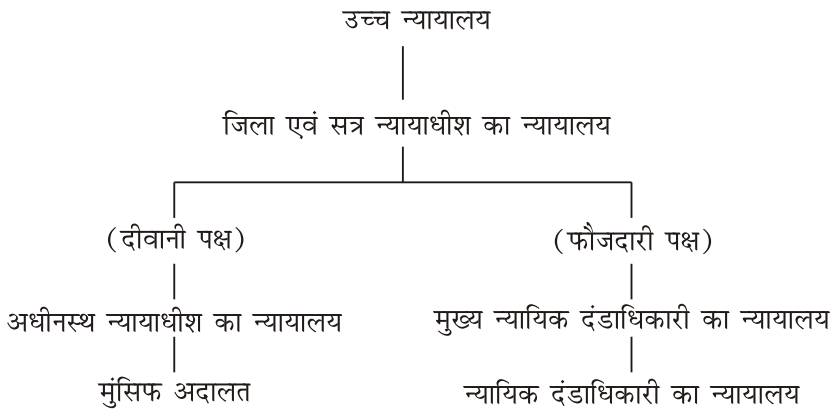 उच्च न्यायालय
जिला एवं सत्र न्यायाधीश का न्यायालय
(दीवानी पक्ष)
(फौजदारी पक्ष)
अधीनस्थ न्यायाधीश का न्यायालय
मुख्य न्यायिक दंडाधिकारी का न्यायालय
मुंसिफ अदालत
न्यायिक दंडाधिकारी का न्यायालय